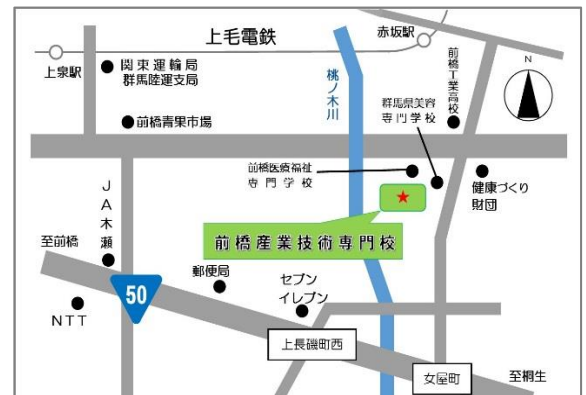 上毛電鉄
赤坂駅
上泉駅
関東運輸局
群馬陸運支局
前橋工業高校
N
桃ノ木川
群馬県美容
専門学校
前橋青果市場
前橋医療福祉
専門学校
健康づくり
財団
JA木瀬
前橋産業技術専門校
至前橋
郵便局
セブン
イレブン
50
NTT
上長磯町西
女屋町
至桐生